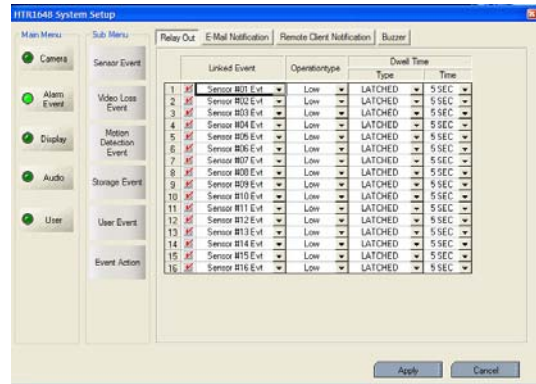 HTR1648 System Setup
Main Menu
Camera
Alarm
Event
Display
Audio
User
Sub Menu
Sensor Event
Video Loss
Event
Motion
Detection
Event
Storage Event
User Event
Event Action
Relay Out E-Mail Notification Remote Client Notification Buzzer
Linked Event Operationtype Dwell Time
Type Time
1 Sensor #01 Evt Low LATCHED 5 SEC
2 Sensor #02 Evt Low LATCHED 5 SEC
3 Sensor #03 Evt Low LATCHED 5 SEC
4 Sensor #04 Evt Low LATCHED 5 SEC
5 Sensor #05 Evt Low LATCHED 5 SEC
6 Sensor #06 Evt Low LATCHED 5 SEC
7 Sensor #07 Evt Low LATCHED 5 SEC
8 Sensor #08 Evt Low LATCHED 5 SEC
9 Sensor #09 Evt Low LATCHED 5 SEC
10 Sensor #10 Evt Low LATCHED 5 SEC
11 Sensor #11 Evt Low LATCHED 5 SEC
12 Sensor #12 Evt Low LATCHED 5 SEC
13 Sensor #13 Evt Low LATCHED 5 SEC
14 Sensor #14 Evt Low LATCHED 5 SEC
15 Sensor #15 Evt Low LATCHED 5 SEC
16 Sensor #16 Evt Low LATCHED 5 SEC
Apply Cancel